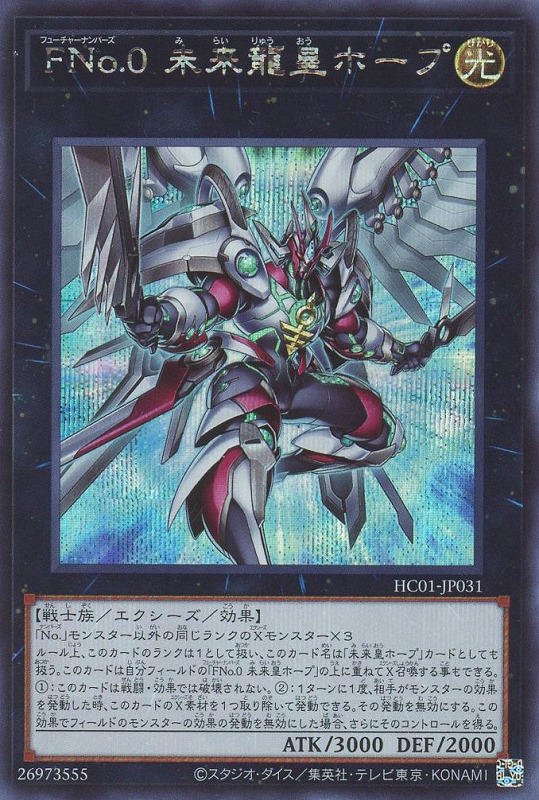 フューチャーナンバーズ みらいりゅうおう ひかり
FNo.0 未来龍皇ホープ 光
HC01-JP031
【戦士族／エクシーズ／効果】
「No.」モンスター以外の同じランクのXモンスター×3
ルール上、このカードのランクは1として扱い、このカード名は「未来皇ホープ」カードとしても
扱う。このカードは自分フィールドの「FNo.0 未来皇ホープ」の上に重ねてX召喚する事もできる。
①：このカードは戦闘・効果では破壊されない。②：1ターンに1度、相手がモンスターの効果
を発動した時、このカードのX素材を1つ取り除いて発動できる。その発動を無効にする。この
効果でフィールドのモンスターの効果の発動を無効にした場合、さらにそのコントロールを得る。
ATK/3000 DEF/2000
26973555 ©スタジオ・ダイス／集英社・テレビ東京・KONAMI